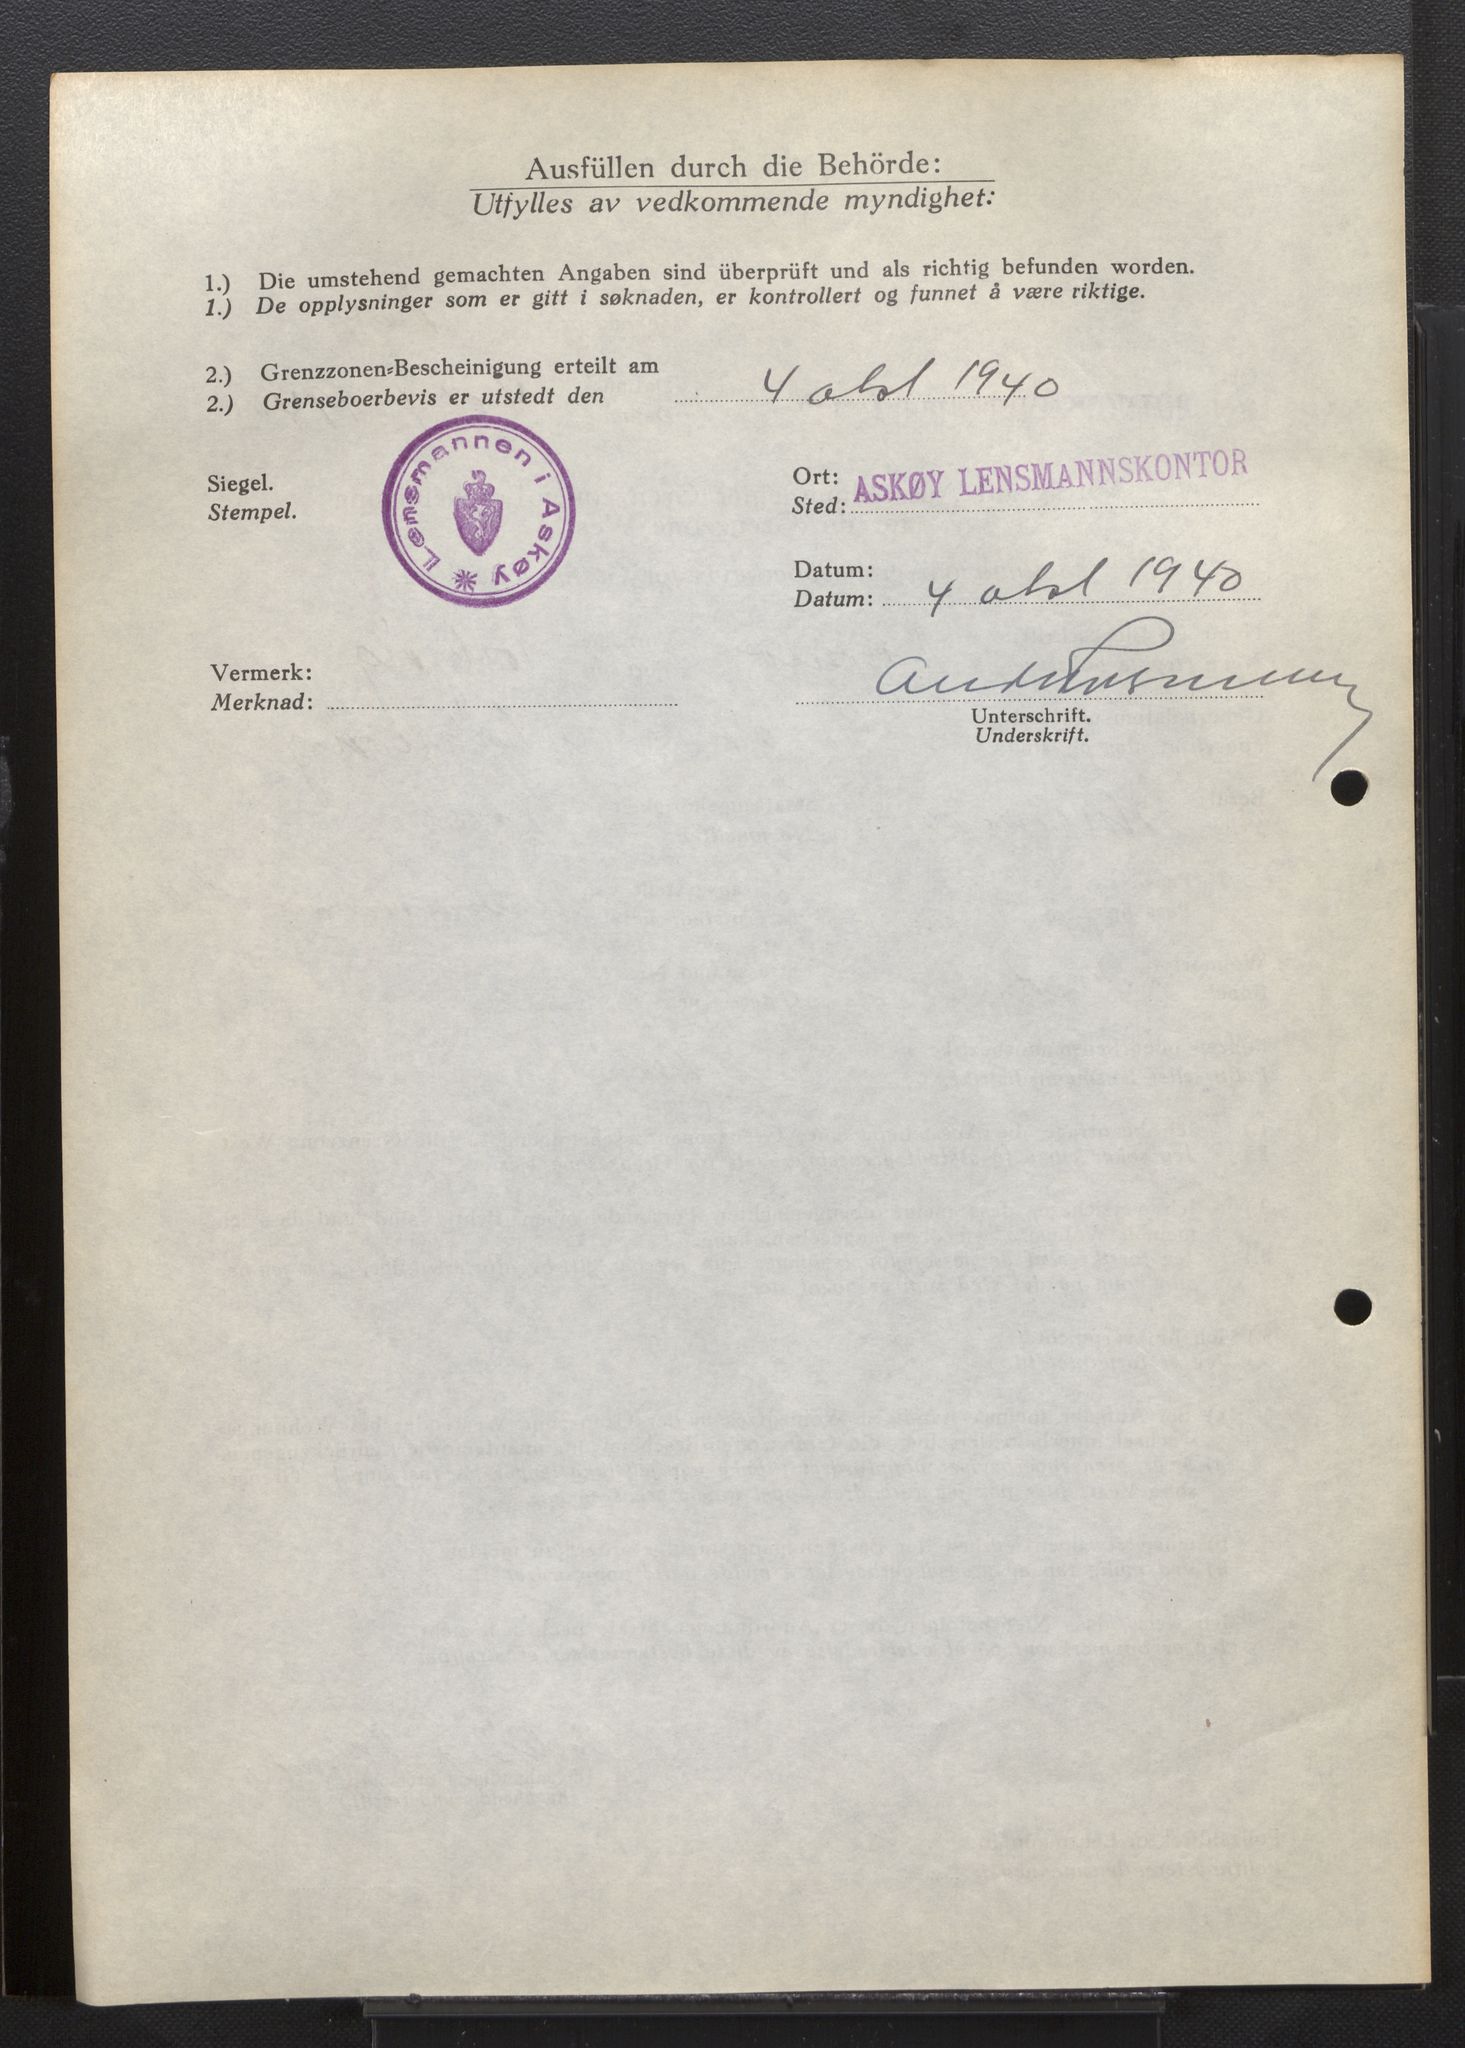 Ausfüllen durch die Behörde:
Utfylles av vedkommende myndighet:
1.) Die umstehend gemachten Angaben sind überprüft und als richtig befunden worden.
1.) De opplysninger som er gitt i søknaden, er kontrollert og funnet å være riktige.
2.) Grenzzonen-Bescheinigung erteilt am
2.) Grenseboerbevis er utstedt den 4 okt 1940
Siegel.
Stempel.
Lensmannen i Askøy *
Ort:
Sted: ASKØY LENSMANNSKONTOR
Datum:
Datum: 4 okt 1940
Vermerk:
Merknad:
Unterschrift.
Underskrift.